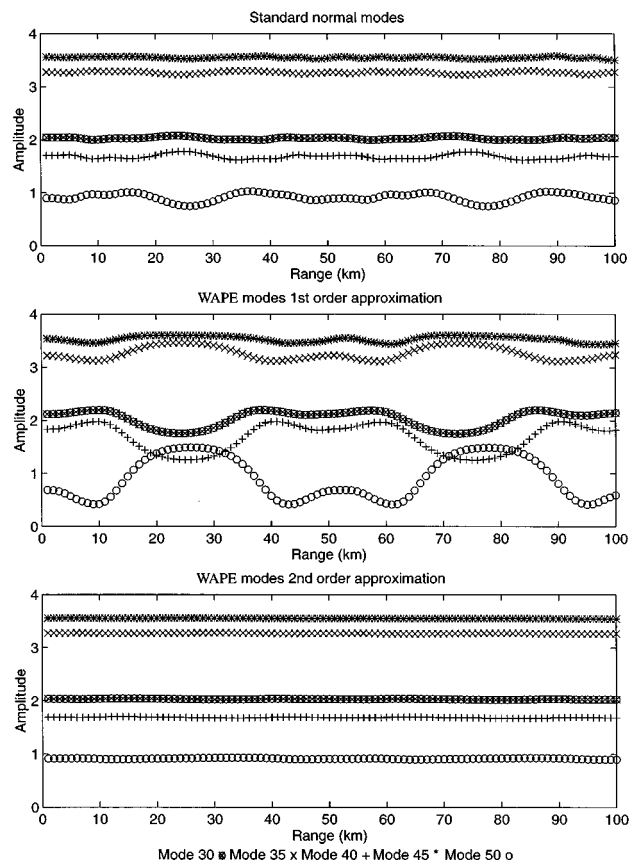 Standard normal modes
4
3
2
1
0
Amplitude
0 10 20 30 40 50 60 70 80 90 100
Range (km)
WAPE modes 1st order approximation
4
3
2
1
0
Amplitude
0 10 20 30 40 50 60 70 80 90 100
Range (km)
WAPE modes 2nd order approximation
4
3
2
1
0
Amplitude
0 10 20 30 40 50 60 70 80 90 100
Range (km)
Mode 30 Mode 35 x Mode 40 + Mode 45 * Mode 50 o